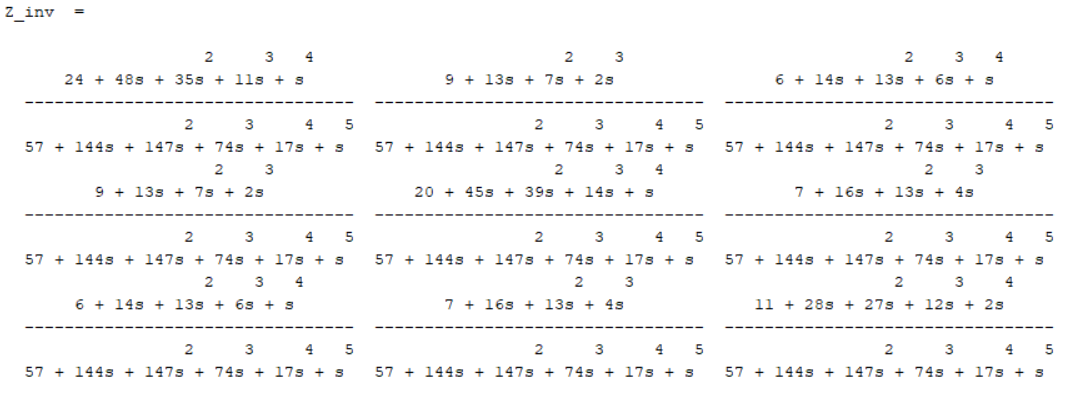 Z_inv  =
                    2     3   4                          2    3                            2    3   4
      24 + 48s + 35s + 11s + s              9 + 13s + 7s + 2s                6 + 14s + 13s + 6s + s
  ---------------------------------  ---------------------------------  ---------------------------------
                  2     3     4   5                  2     3     4   5                  2     3     4   5
  57 + 144s + 147s + 74s + 17s + s   57 + 144s + 147s + 74s + 17s + s   57 + 144s + 147s + 74s + 17s + s
                     2    3                            2     3   4                           2    3
         9 + 13s + 7s + 2s               20 + 45s + 39s + 14s + s              7 + 16s + 13s + 4s
  ---------------------------------  ---------------------------------  ---------------------------------
                  2     3     4   5                  2     3     4   5                  2     3     4   5
  57 + 144s + 147s + 74s + 17s + s   57 + 144s + 147s + 74s + 17s + s   57 + 144s + 147s + 74s + 17s + s
                    2    3   4                           2    3                           2     3    4
       6 + 14s + 13s + 6s + s               7 + 16s + 13s + 4s             11 + 28s + 27s + 12s + 2s
  ---------------------------------  ---------------------------------  ---------------------------------
                  2     3     4   5                  2     3     4   5                  2     3     4   5
  57 + 144s + 147s + 74s + 17s + s   57 + 144s + 147s + 74s + 17s + s   57 + 144s + 147s + 74s + 17s + s